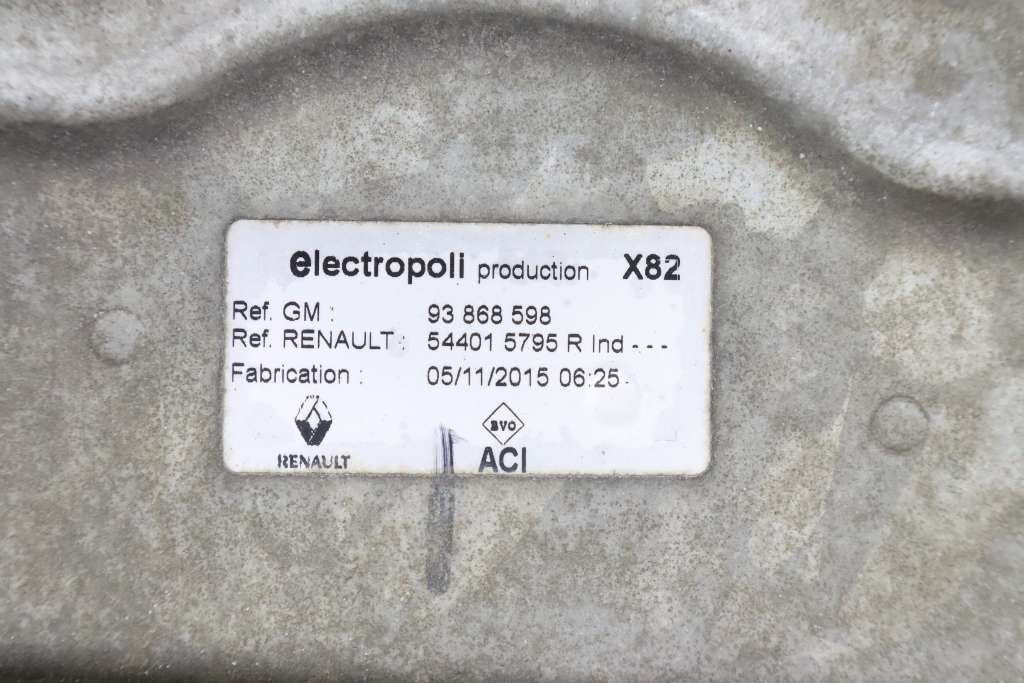 electropoli production X82
Ref. GM : 93 868 598
Ref. RENAULT : 54401 5795 R Ind - - -
Fabrication : 05/11/2015 06:25
RENAULT
BVO
ACI